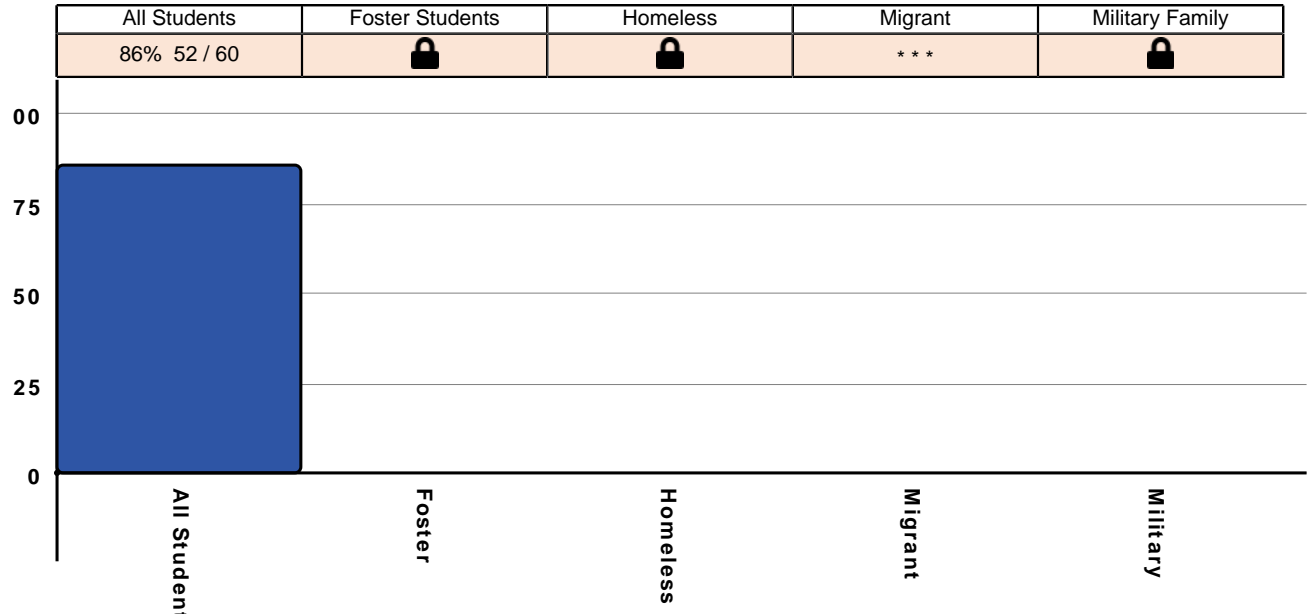 All Students Foster Students Homeless Migrant Military Family
86% 52 / 60 * * *
00
75
50
25
0
All Student
Foster
Homeless
Migrant
Military